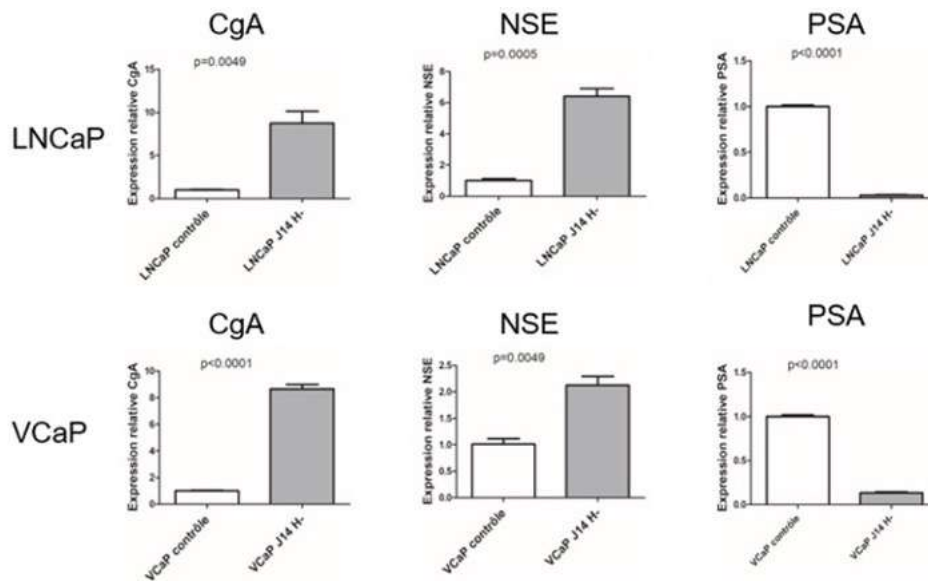 CgA
NSE
PSA
LNCaP
p=0.0049
Expression relative CgA
15
10
5
0
LNCaP contrôle
LNCaP J14 H-
p=0.0005
Expression relative NSE
8
6
4
2
0
LNCaP contrôle
LNCaP J14 H-
p<0.0001
Expression relative PSA
1.5
1.0
0.5
0.0
LNCaP contrôle
LNCaP J14 H-
CgA
NSE
PSA
VCaP
p<0.0001
Expression relative CgA
10
8
6
4
2
0
VCaP contrôle
VCaP J14 H-
p=0.0049
Expression relative NSE
2.5
2.0
1.5
1.0
0.5
0.0
VCaP contrôle
VCaP J14 H-
p<0.0001
Expression relative PSA
1.5
1.0
0.5
0.0
VCaP contrôle
VCaP J14 H-